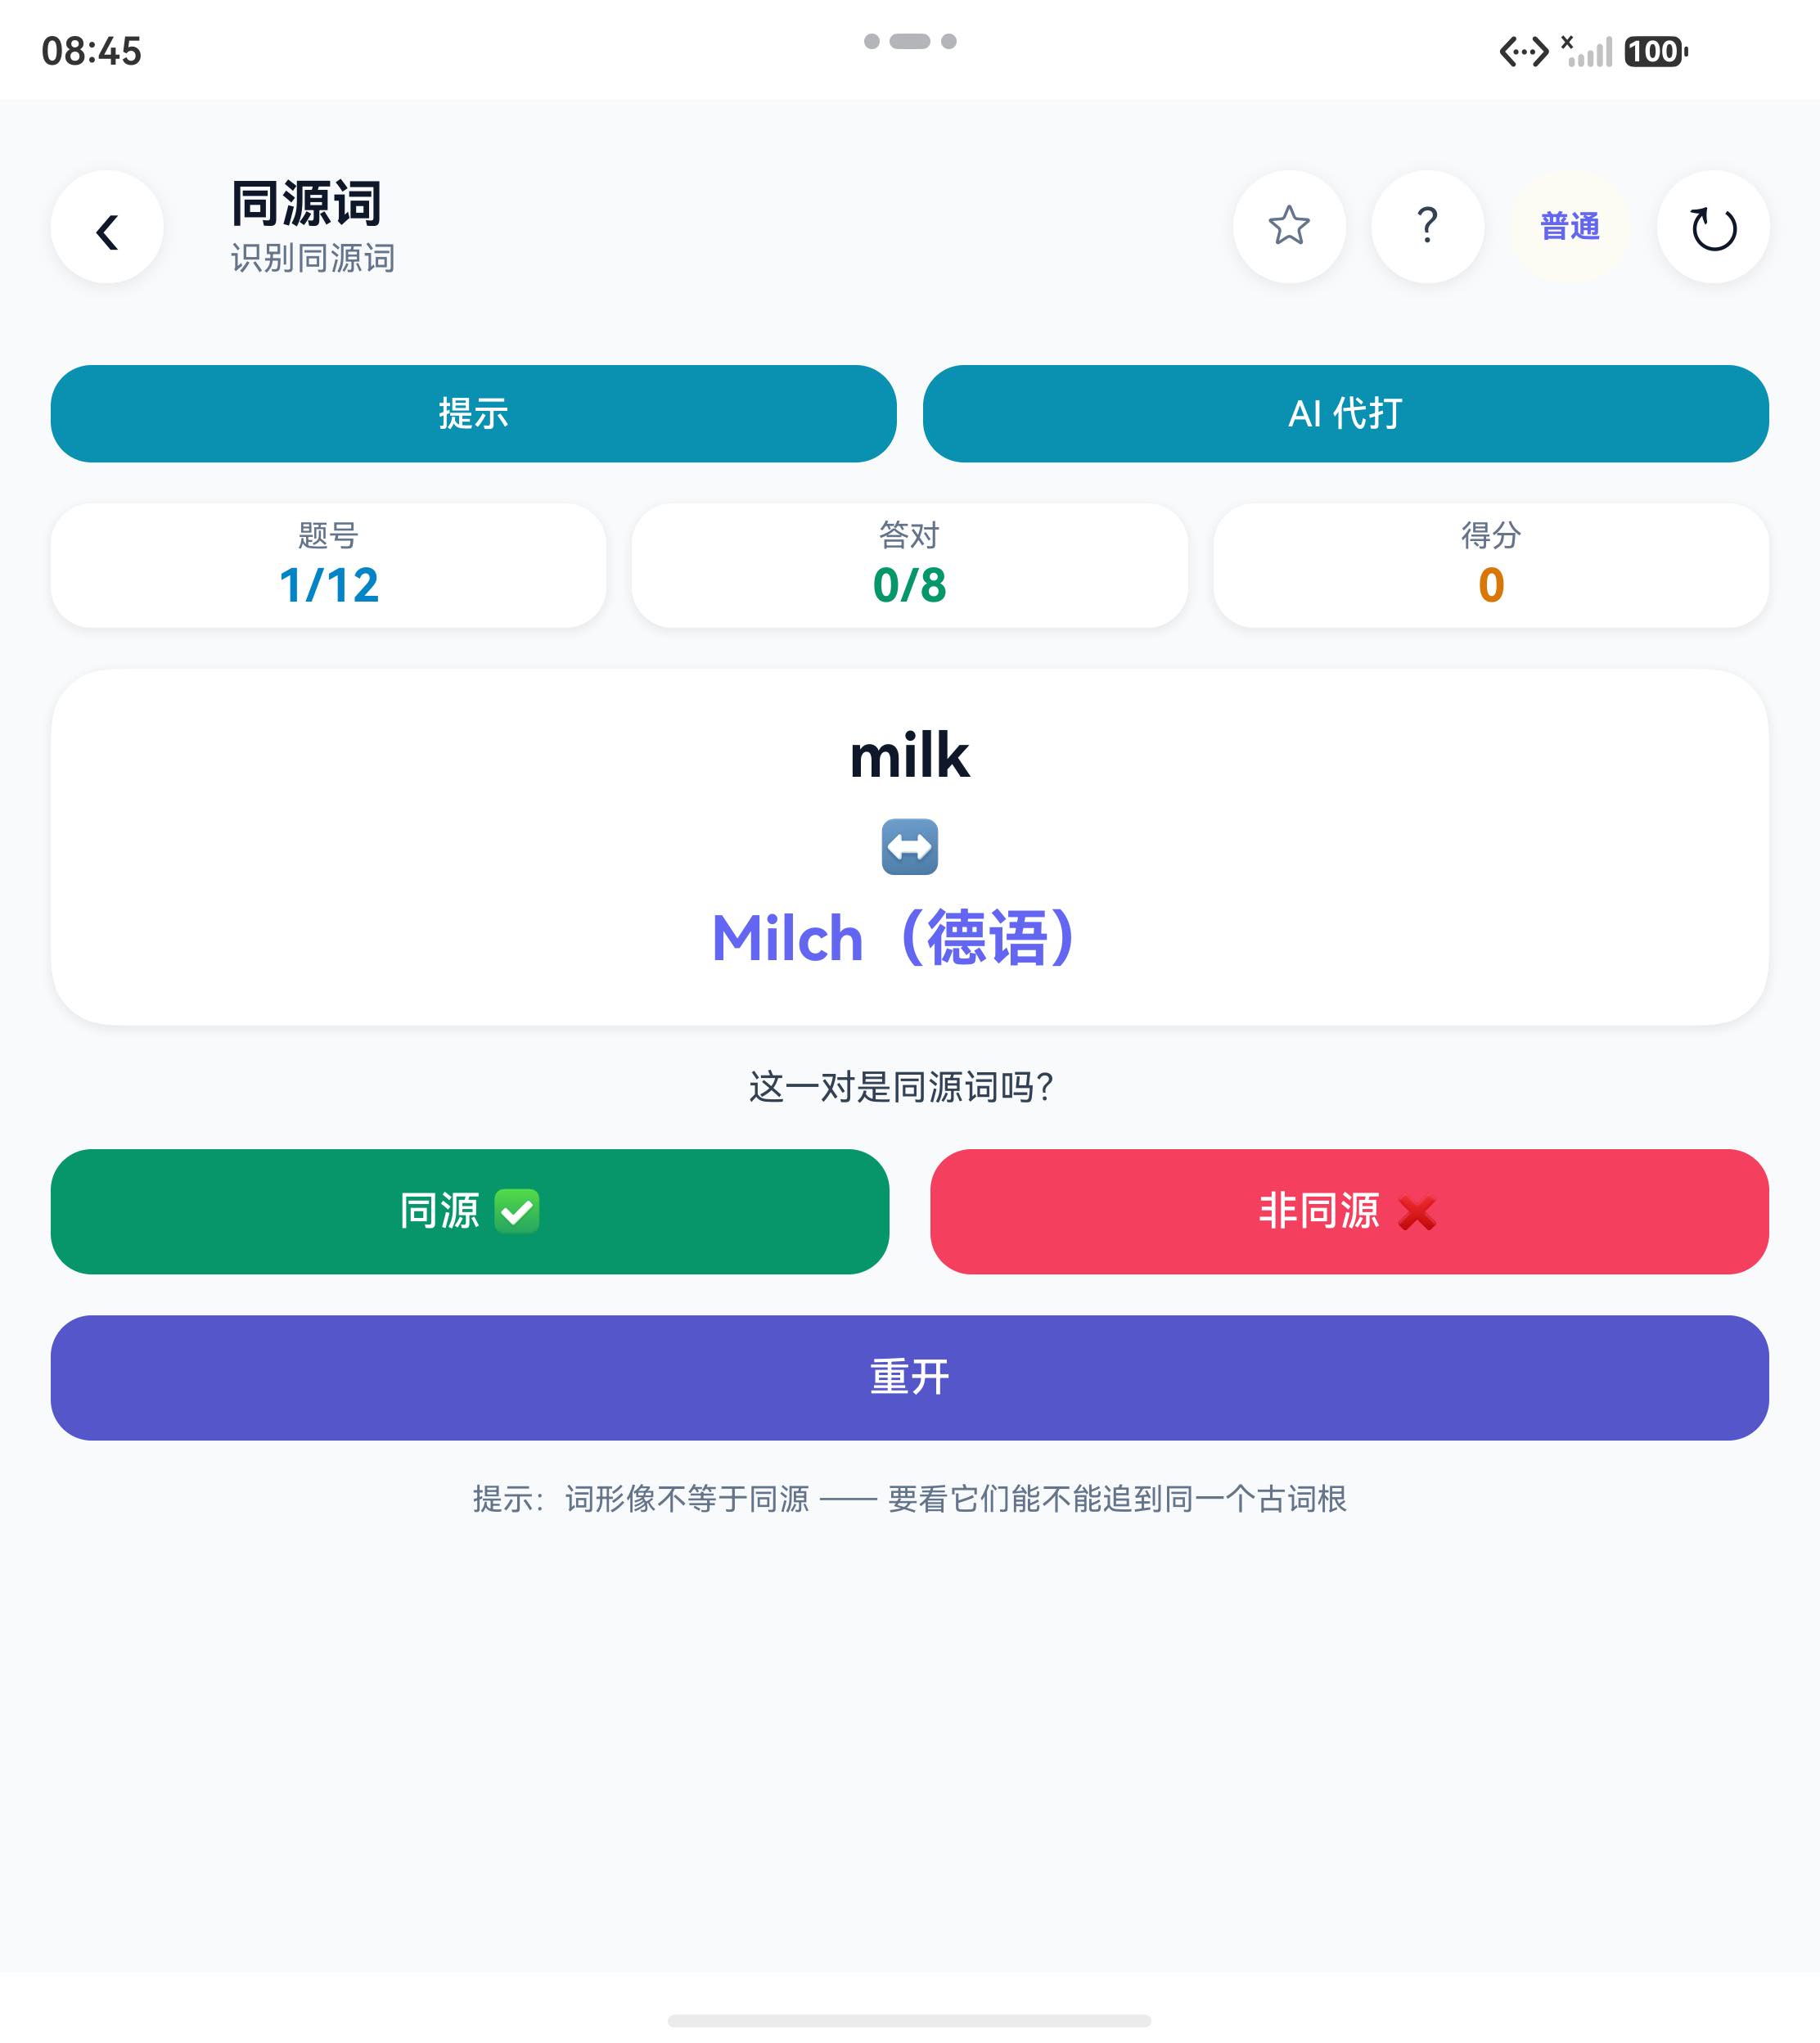 08:45
100
同源词
识别同源词
?
普通
提示
AI 代打
题号
1/12
答对
0/8
得分
0
milk
↔️
Milch（德语）
这一对是同源词吗？
同源 ✅
非同源 ❌
重开
提示：词形像不等于同源 —— 要看它们能不能追到同一个古词根